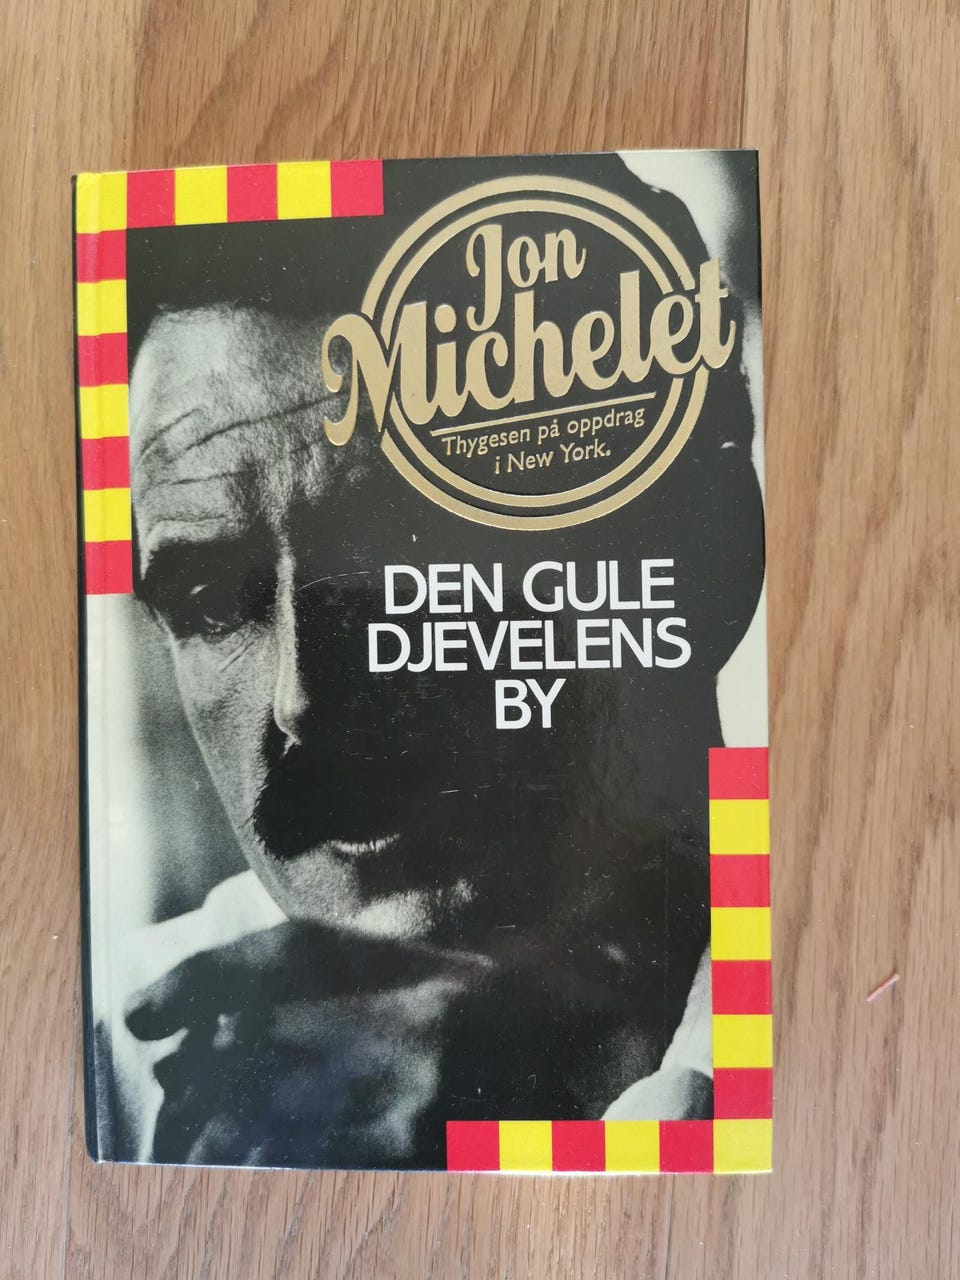 Jon
Michelet
Thygesen på oppdrag
i New York.
DEN GULE
DJEVELENS
BY